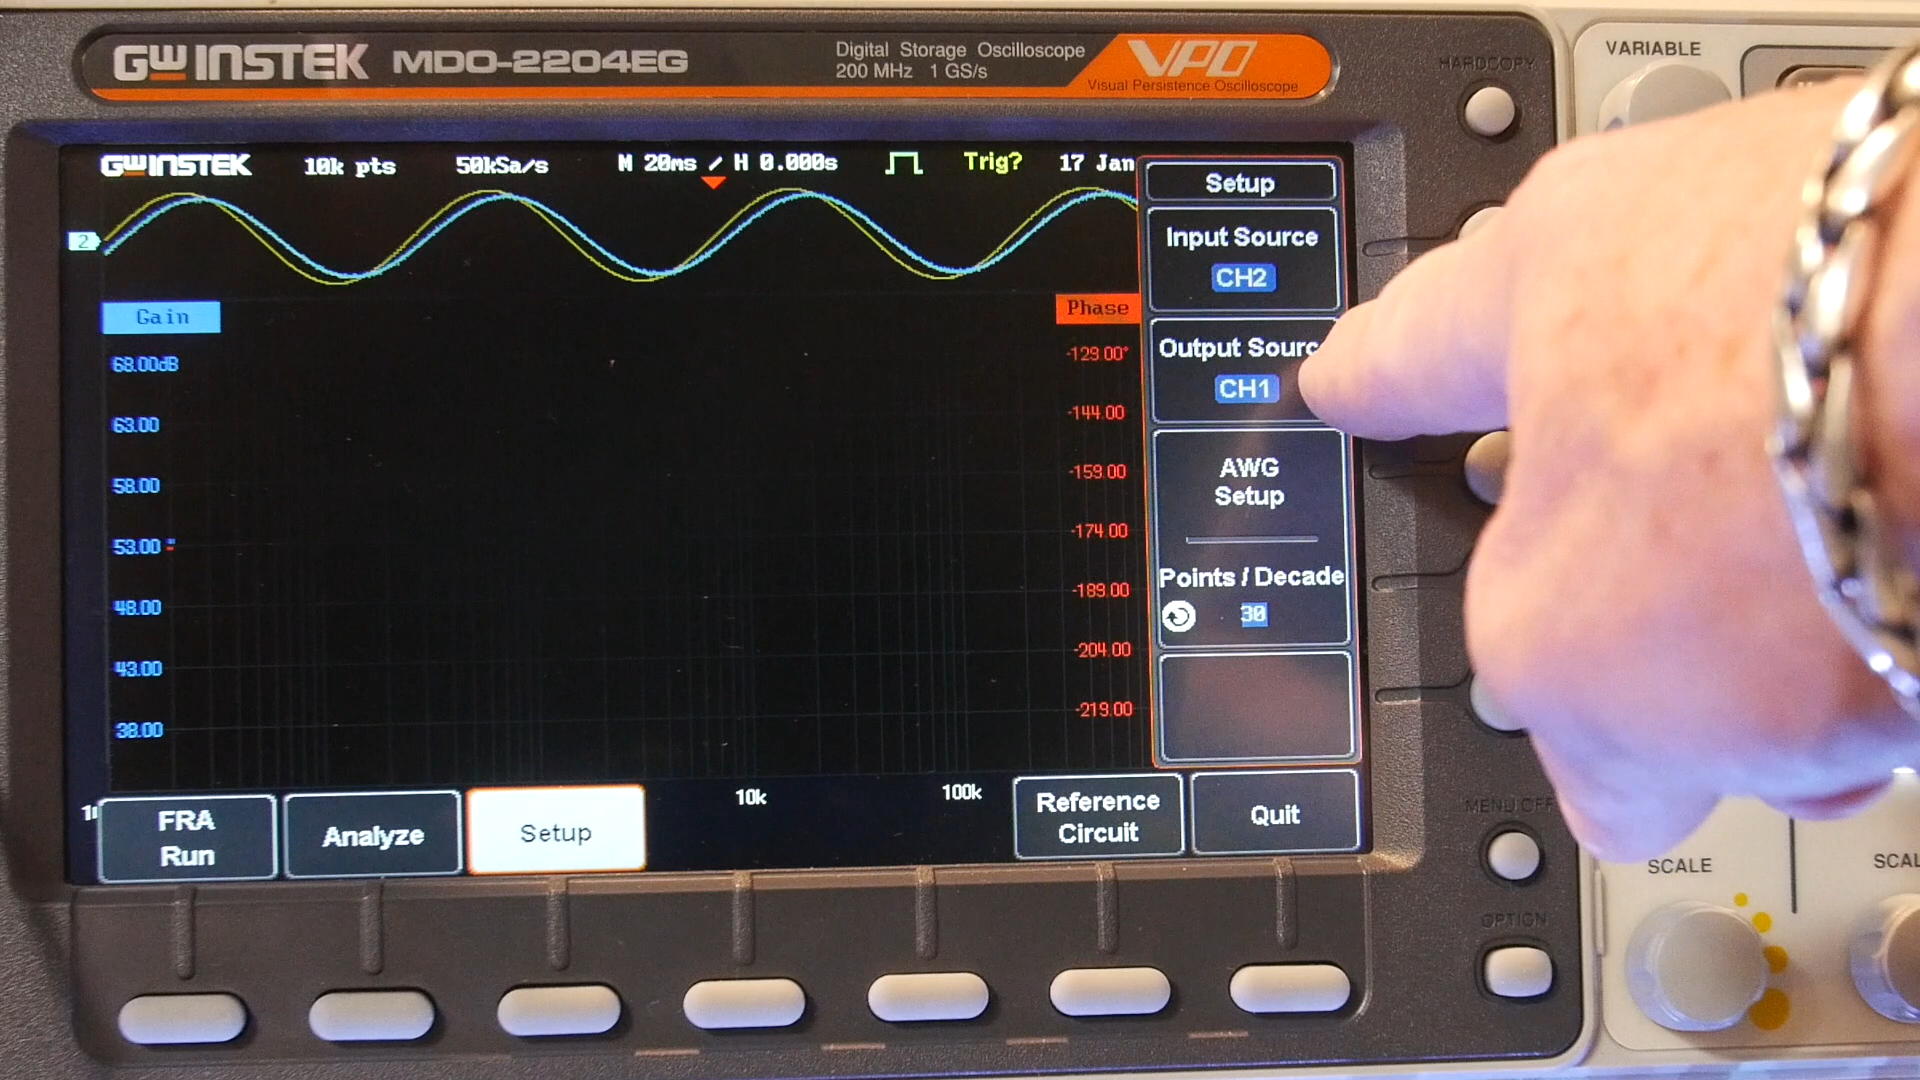 GW INSTEK MDO-2204EG
Digital Storage Oscilloscope
200 MHz 1 GS/s
VPO
Visual Persistence Oscilloscope
HARDCOPY
VARIABLE
GW INSTEK 10k pts 50kSa/s M 20ms H 0.000s Trig? 17 Jan
2
Gain
68.00dB
63.00
58.00
53.00
48.00
43.00
38.00
Phase
-129.00°
-144.00
-159.00
-174.00
-189.00
-204.00
-219.00
Setup
Input Source
CH2
Output Sourc
CH1
AWG
Setup
Points / Decade
30
10k
100k
FRA
Run
Analyze
Setup
Reference
Circuit
Quit
MENU OFF
OPTION
SCALE
SCAL